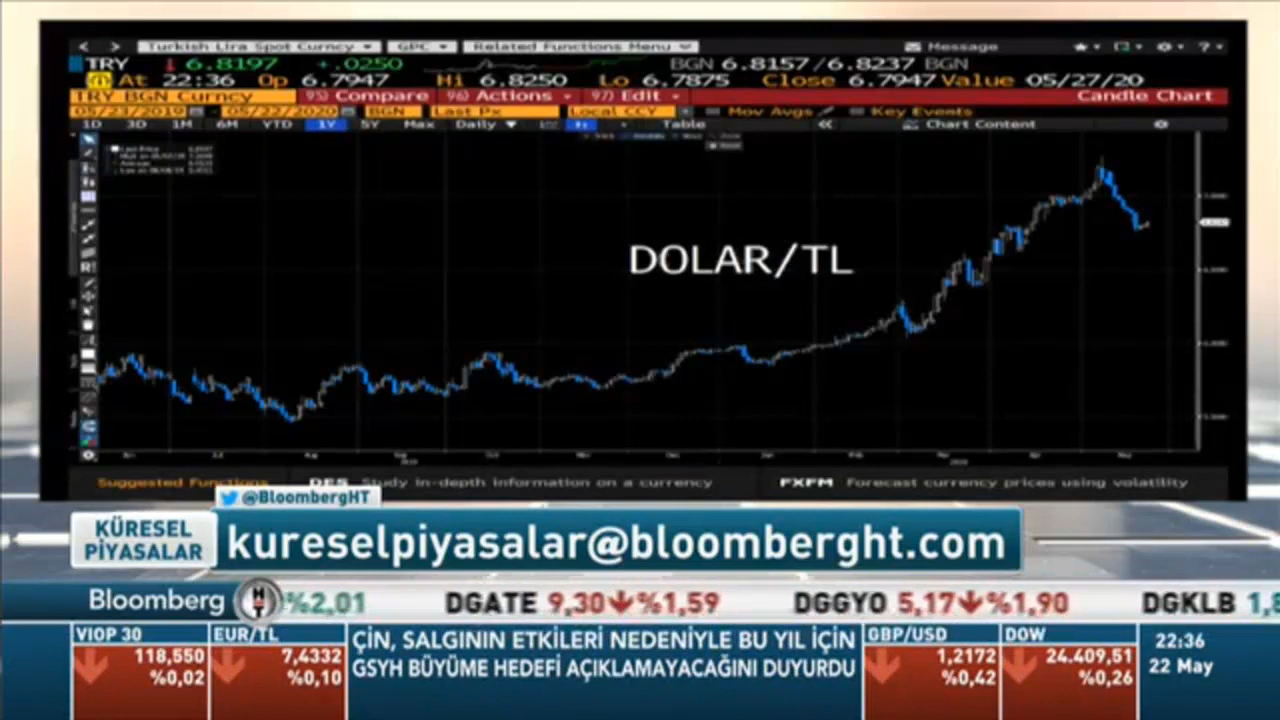 < > Turkish Lira Spot Curncy GPC Related Functions Menu Message
TRY 6.8197 +.0250 BGN 6.8157/6.8237 BGN
At 22:36 Op 6.7947 Hi 6.8250 Lo 6.7875 Close 6.7947 Value 05/27/20
TRY BGN Curncy 95) Compare 96) Actions 97) Edit Candle Chart
05/23/2019 - 05/22/2020 BGN Last Px Local CCY Mov Avgs Key Events
1D 3D 1M 6M YTD 1Y 5Y Max Daily Table Chart Content
DOLAR/TL
Suggested Functions DES Study in-depth information on a currency FXFM Forecast currency prices using volatility
@BloombergHT
KÜRESEL PİYASALAR
kureselpiyasalar@bloomberght.com
Bloomberg HT %2,01 DGATE 9,30 %1,59 DGGYO 5,17 %1,90 DGKLB
VIOP 30
118,550
%0,02
EUR/TL
7,4332
%0,10
ÇİN, SALGININ ETKİLERİ NEDENİYLE BU YIL İÇİN
GSYH BÜYÜME HEDEFİ AÇIKLAMAYACAĞINI DUYURDU
GBP/USD
1,2172
%0,42
DOW
24.409,51
%0,26
22:36
22 May